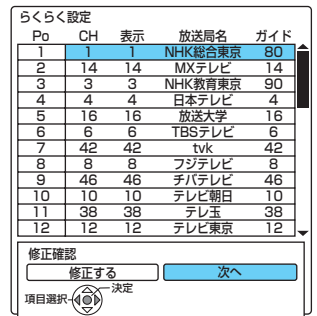 らくらく設定
Po CH 表示 放送局名 ガイド
1 1 1 NHK総合東京 80
2 14 14 MXテレビ 14
3 3 3 NHK教育東京 90
4 4 4 日本テレビ 4
5 16 16 放送大学 16
6 6 6 TBSテレビ 6
7 42 42 tvk 42
8 8 8 フジテレビ 8
9 46 46 チバテレビ 46
10 10 10 テレビ朝日 10
11 38 38 テレ玉 38
12 12 12 テレビ東京 12
修正確認
修正する 次へ
項目選択 決定